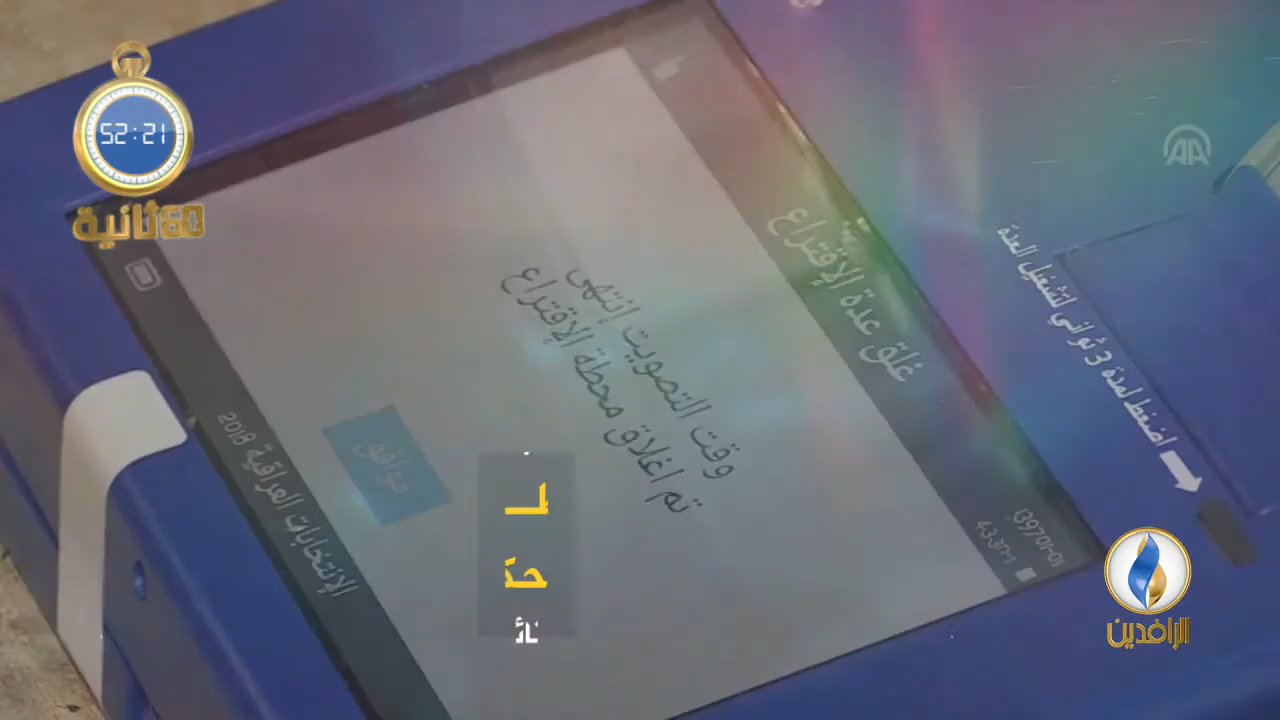 52:21
60ثانية
AA
غلق عدة الإقتراع
وقت التصويت إنتهى
تم اغلاق محطة الإقتراع
موافق
الإنتخابات العراقية 2018
اضغط لمدة 3 ثواني لتشغيل العدة
الرافدين